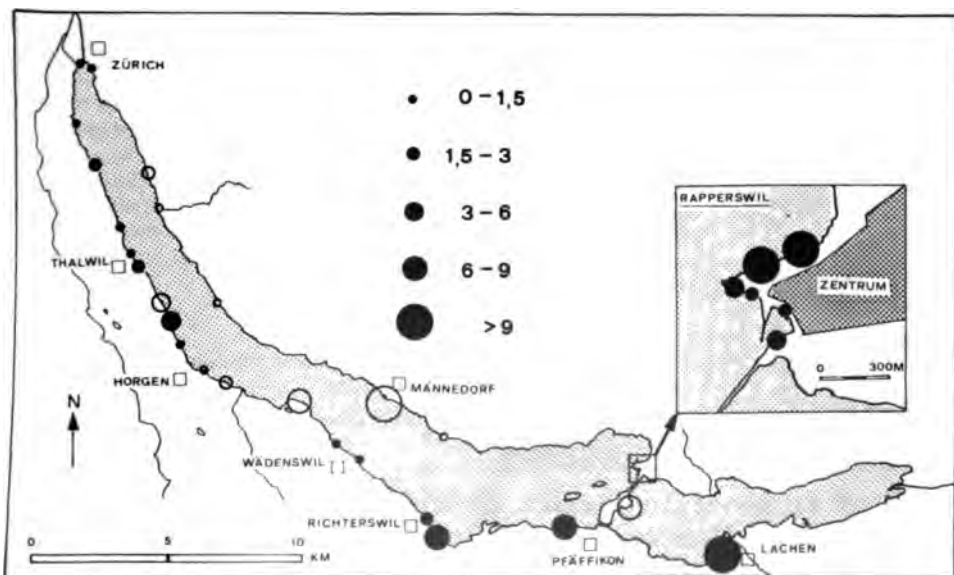 ZÜRICH
0 – 1,5
1,5 – 3
3 – 6
6 – 9
>9
RAPPERSWIL
ZENTRUM
0 300M
THALWIL
HORGEN
MÄNNEDORF
N
WÄDENSWIL
RICHTERSWIL
PFÄFFIKON
LACHEN
0 5 10
KM